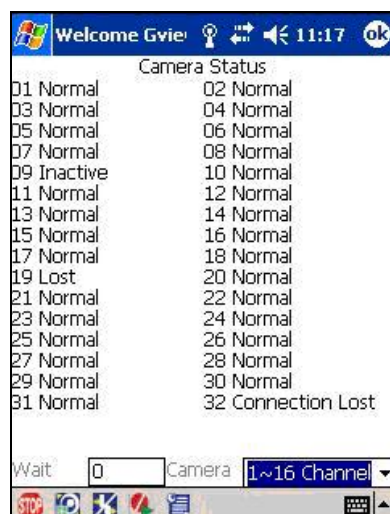 Welcome Gvie 11:17 ok
Camera Status
01 Normal 02 Normal
03 Normal 04 Normal
05 Normal 06 Normal
07 Normal 08 Normal
09 Inactive 10 Normal
11 Normal 12 Normal
13 Normal 14 Normal
15 Normal 16 Normal
17 Normal 18 Normal
19 Lost 20 Normal
21 Normal 22 Normal
23 Normal 24 Normal
25 Normal 26 Normal
27 Normal 28 Normal
29 Normal 30 Normal
31 Normal 32 Connection Lost
Wait 0 Camera 1~16 Channel
STOP